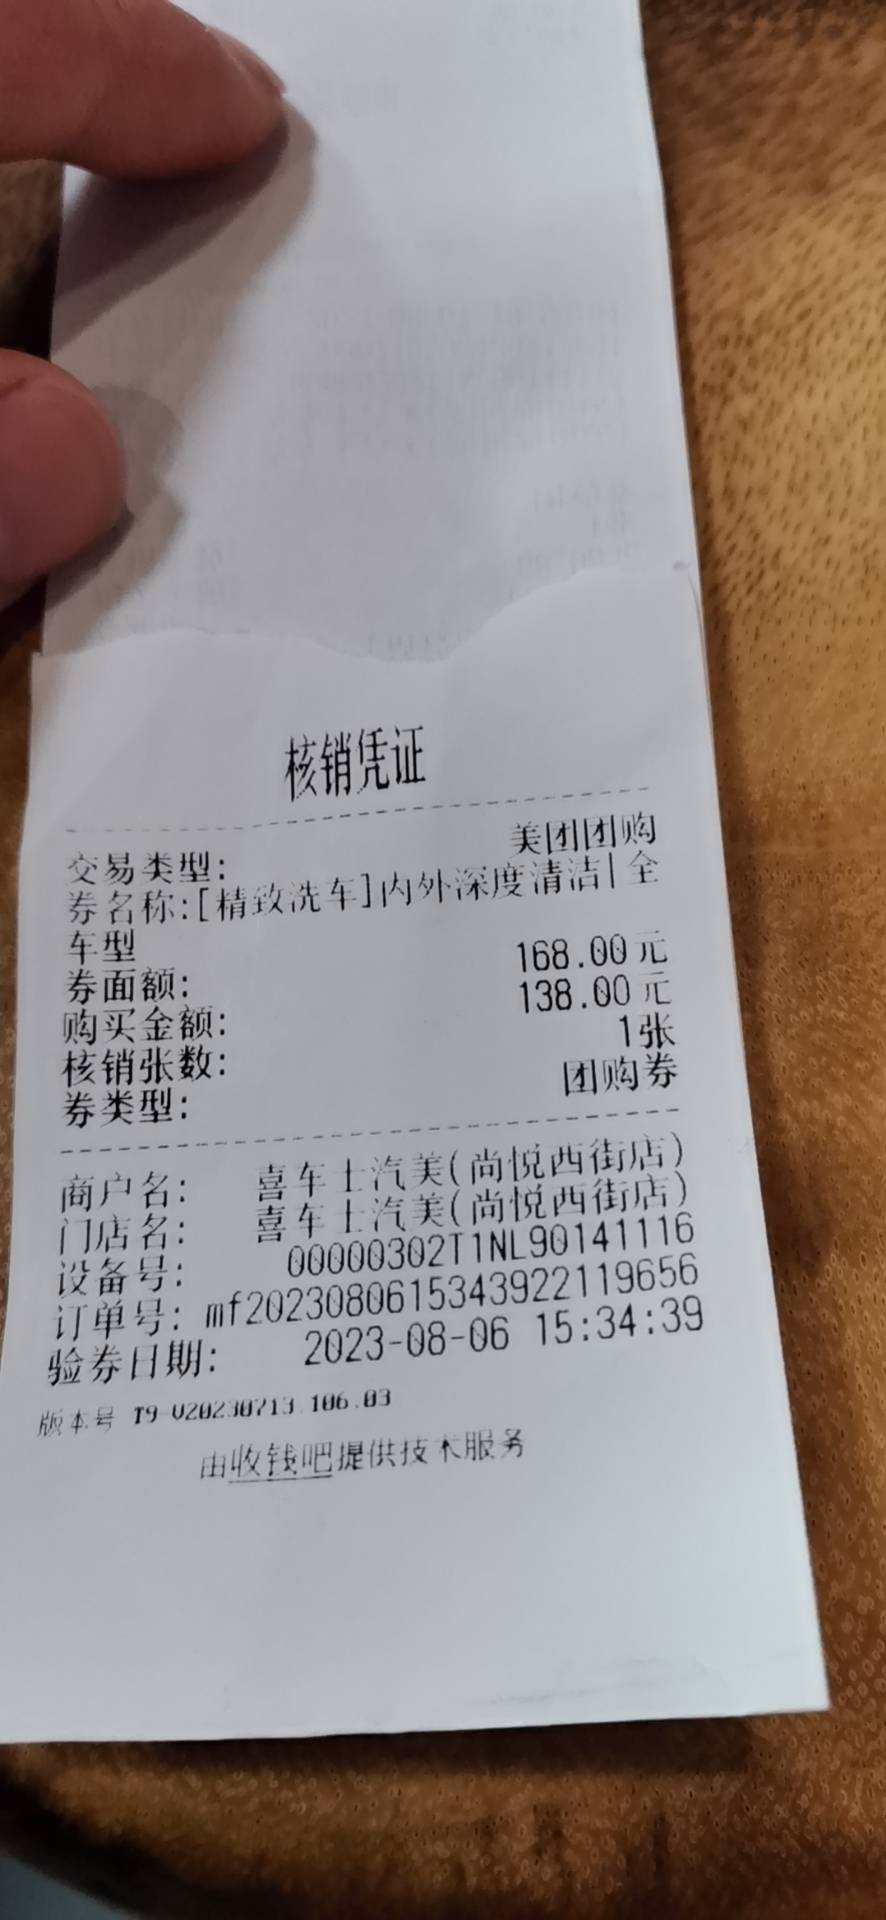 核销凭证
交易类型: 美团团购
券名称:[精致洗车]内外深度清洁|全
车型
券面额: 168.00元
购买金额: 138.00元
核销张数: 1张
券类型: 团购券
商户名: 喜车士汽美(尚悦西街店)
门店名: 喜车士汽美(尚悦西街店)
设备号: 00000302T1NL90141116
订单号: mf2023080615343922119656
验券日期: 2023-08-06 15:34:39
版本号 T9-V20230713.106.03
由收钱吧提供技术服务